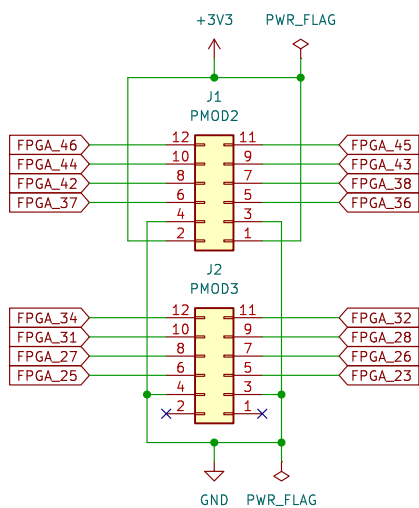 +3V3 PWR_FLAG
J1
PMOD2
FPGA_46 12 11 FPGA_45
FPGA_44 10 9 FPGA_43
FPGA_42 8 7 FPGA_38
FPGA_37 6 5 FPGA_36
4 3
2 1
J2
PMOD3
FPGA_34 12 11 FPGA_32
FPGA_31 10 9 FPGA_28
FPGA_27 8 7 FPGA_26
FPGA_25 6 5 FPGA_23
4 3
2 1
GND PWR_FLAG